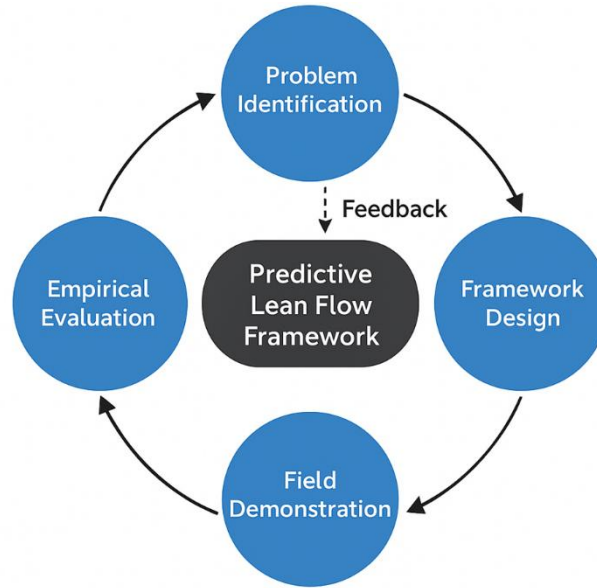 Problem
Identification
Feedback
Predictive
Lean Flow
Framework
Empirical
Evaluation
Framework
Design
Field
Demonstration